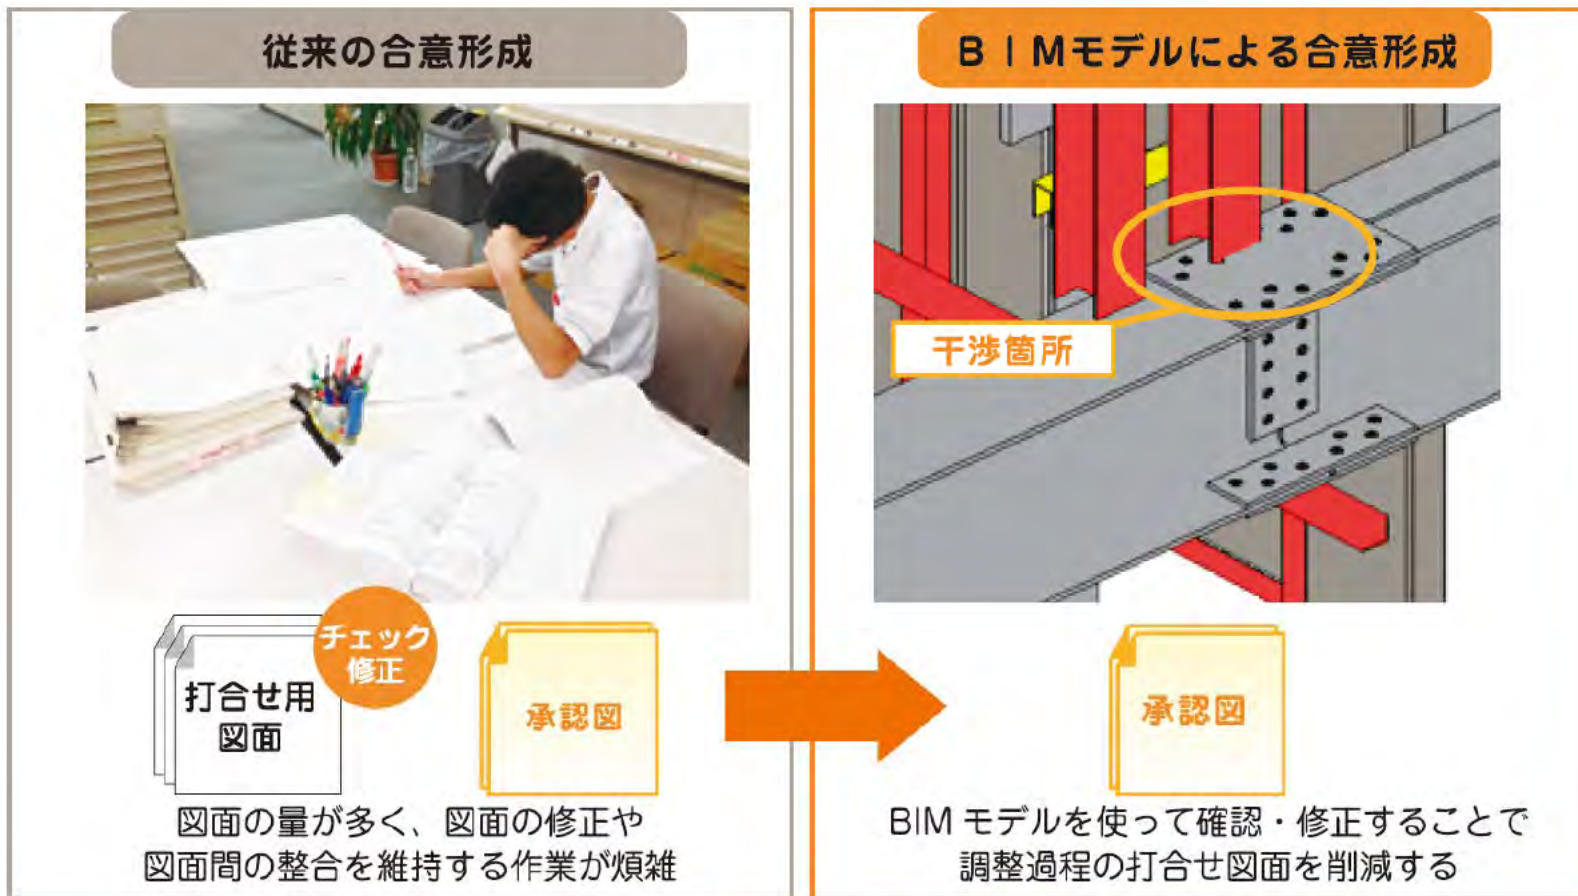 従来の合意形成
チェック
修正
打合せ用
図面
承認図
図面の量が多く、図面の修正や
図面間の整合を維持する作業が煩雑
BIMモデルによる合意形成
干渉箇所
承認図
BIM モデルを使って確認・修正することで
調整過程の打合せ図面を削減する